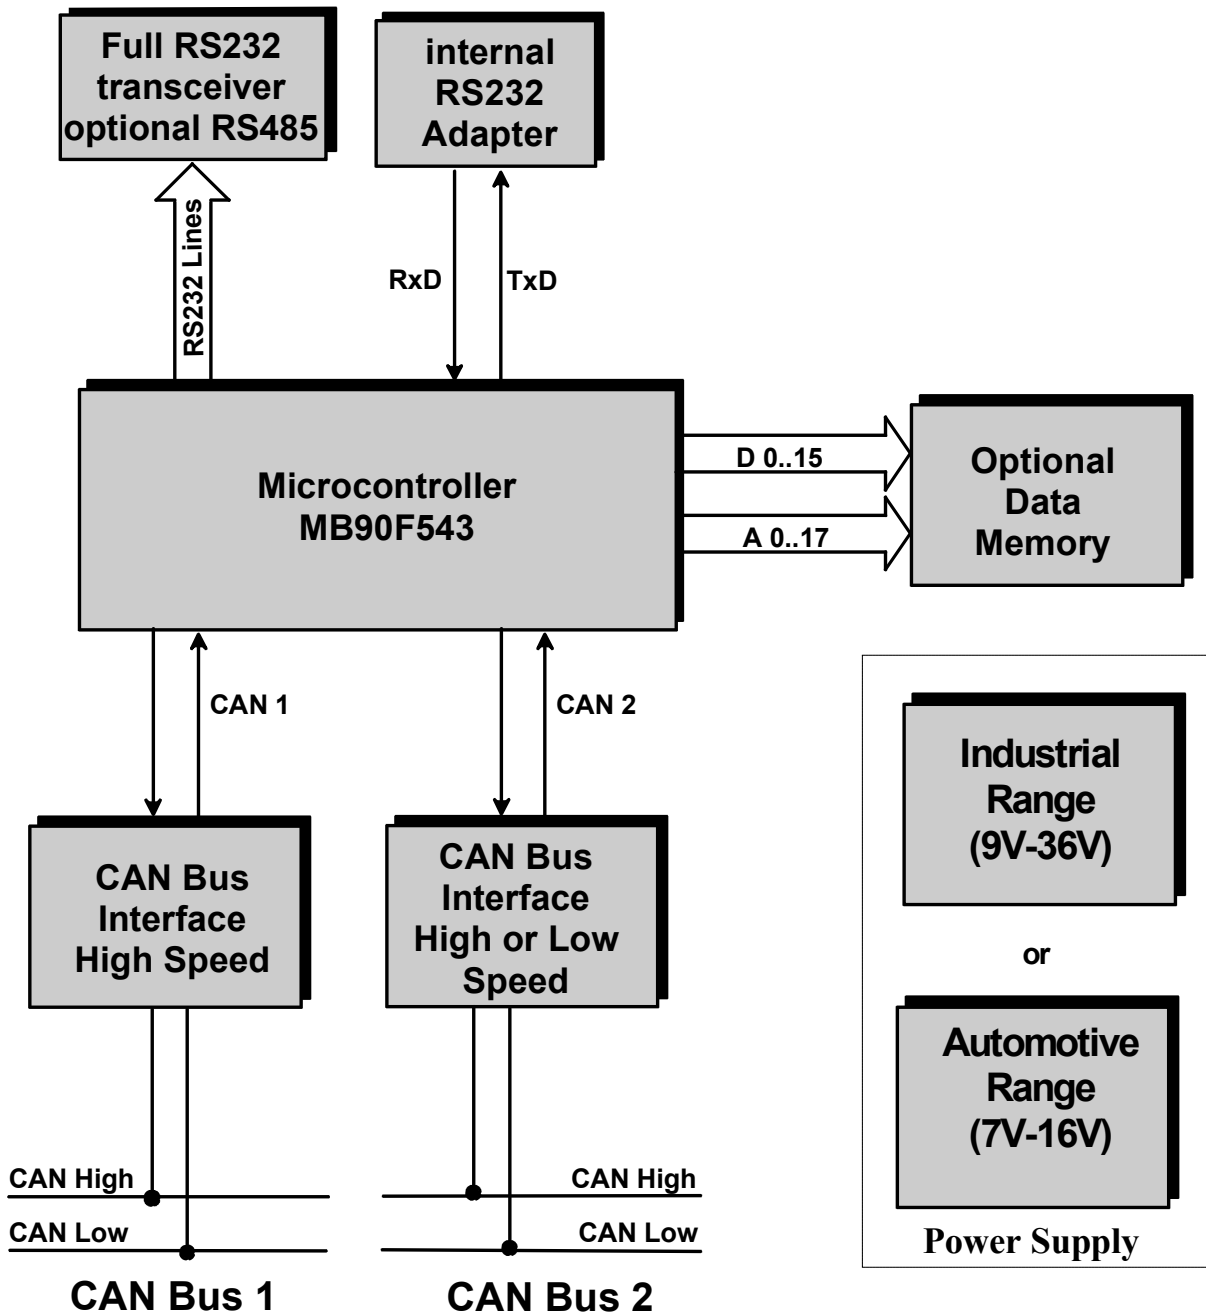 Full RS232
transceiver
optional RS485
internal
RS232
Adapter
RS232 Lines
RxD
TxD
Microcontroller
MB90F543
D 0..15
A 0..17
Optional
Data
Memory
CAN 1
CAN 2
CAN Bus
Interface
High Speed
CAN Bus
Interface
High or Low
Speed
Industrial
Range
(9V-36V)
or
Automotive
Range
(7V-16V)
Power Supply
CAN High
CAN Low
CAN Bus 1
CAN High
CAN Low
CAN Bus 2